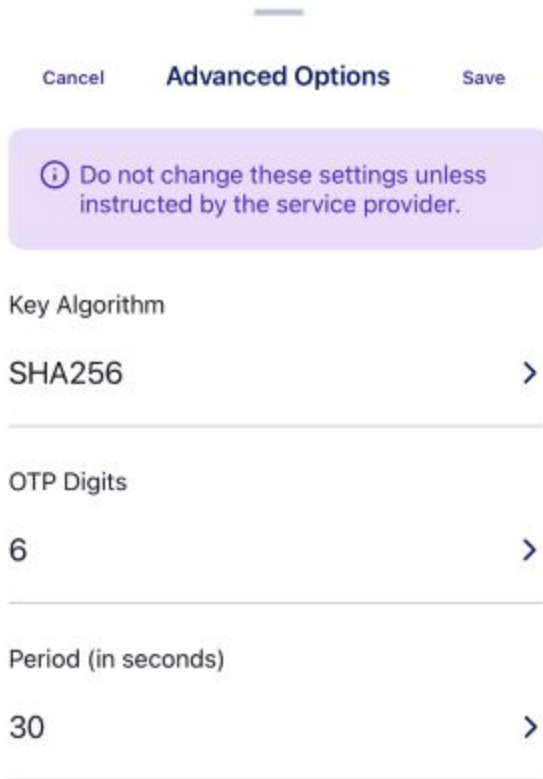 Cancel Advanced Options Save
Do not change these settings unless
instructed by the service provider.
Key Algorithm
SHA256
OTP Digits
6
Period (in seconds)
30